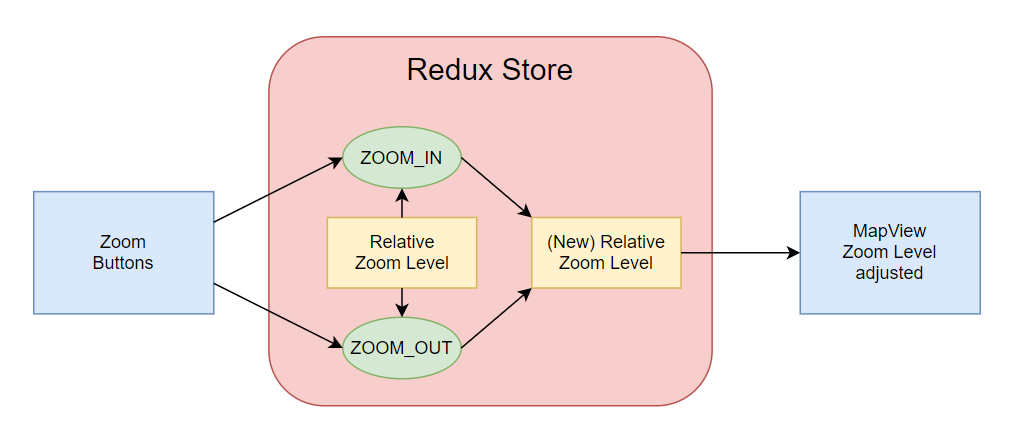 Redux Store
ZOOM_IN
Zoom
Buttons
Relative
Zoom Level
(New) Relative
Zoom Level
MapView
Zoom Level
adjusted
ZOOM_OUT